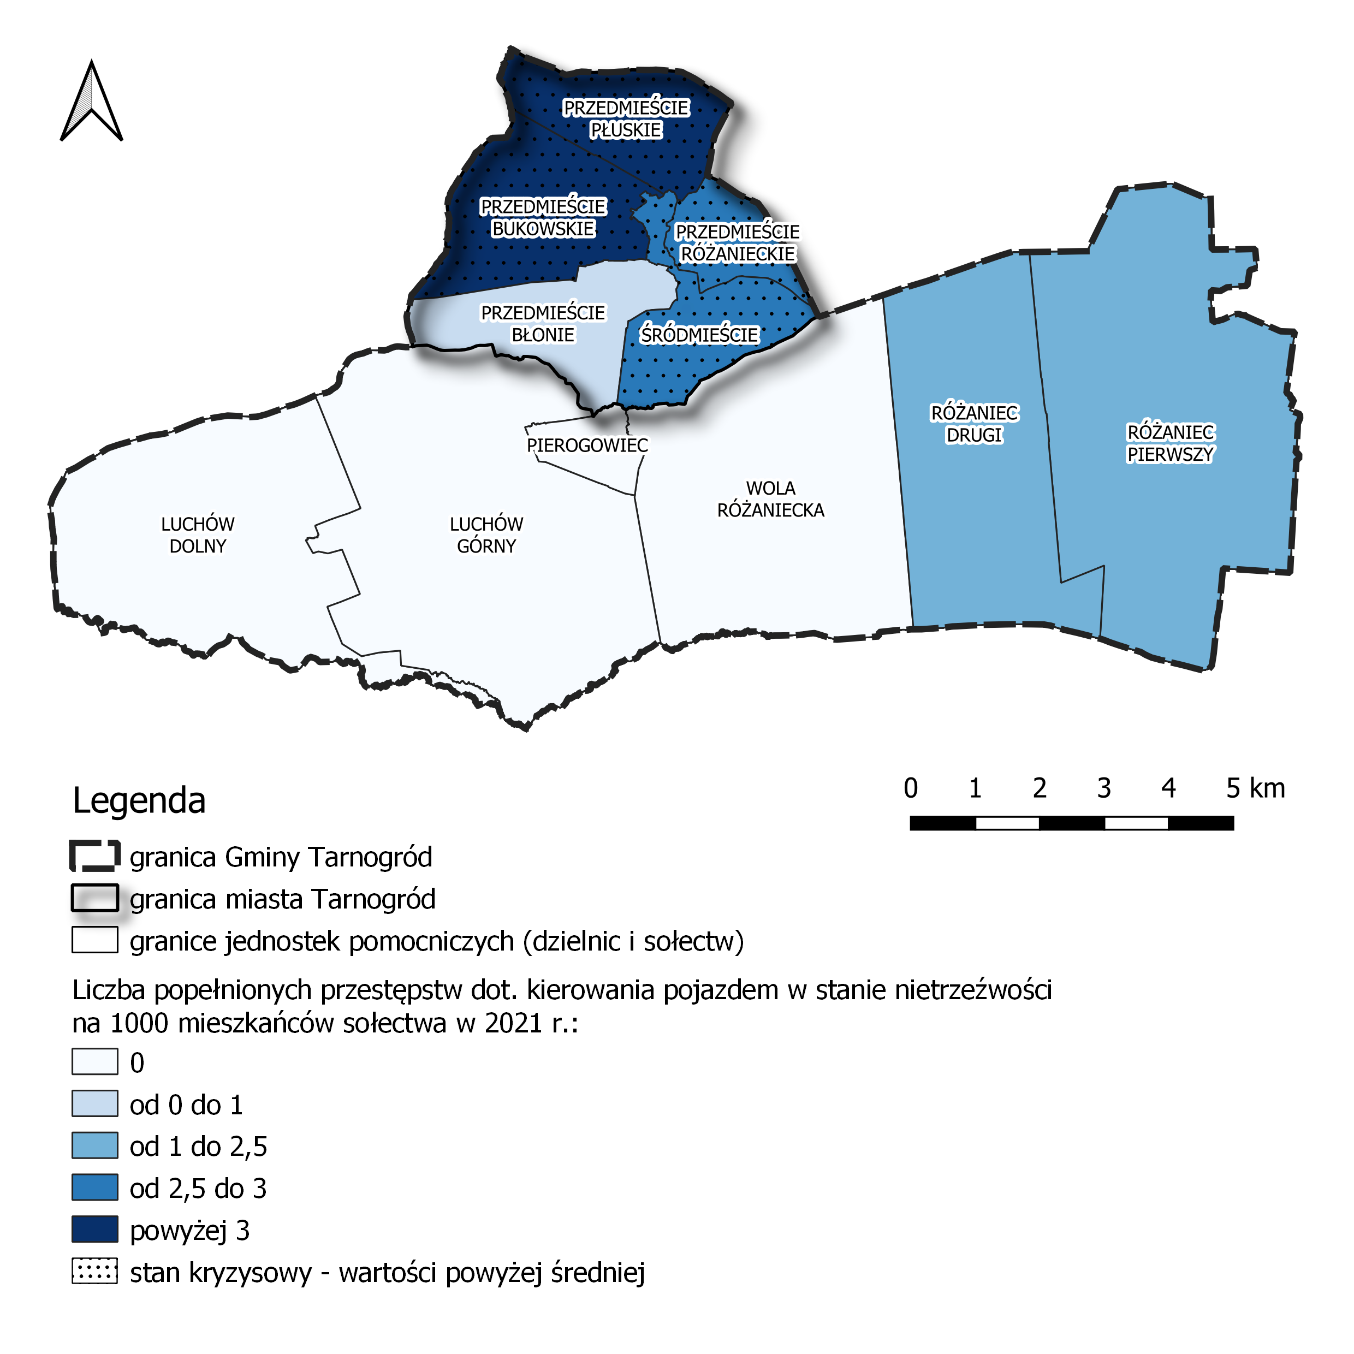 PRZEDMIEŚCIE
PŁUSKIE
PRZEDMIEŚCIE
BUKOWSKIE
PRZEDMIEŚCIE
RÓŻANIECKIE
PRZEDMIEŚCIE
BŁONIE
ŚRÓDMIEŚCIE
RÓŻANIEC
DRUGI
RÓŻANIEC
PIERWSZY
PIEROGOWIEC
WOLA
RÓŻANIECKA
LUCHÓW
DOLNY
LUCHÓW
GÓRNY
0 1 2 3 4 5 km
Legenda
granica Gminy Tarnogród
granica miasta Tarnogród
granice jednostek pomocniczych (dzielnic i sołectw)
Liczba popełnionych przestępstw dot. kierowania pojazdem w stanie nietrzeźwości
na 1000 mieszkańców sołectwa w 2021 r.:
0
od 0 do 1
od 1 do 2,5
od 2,5 do 3
powyżej 3
stan kryzysowy - wartości powyżej średniej